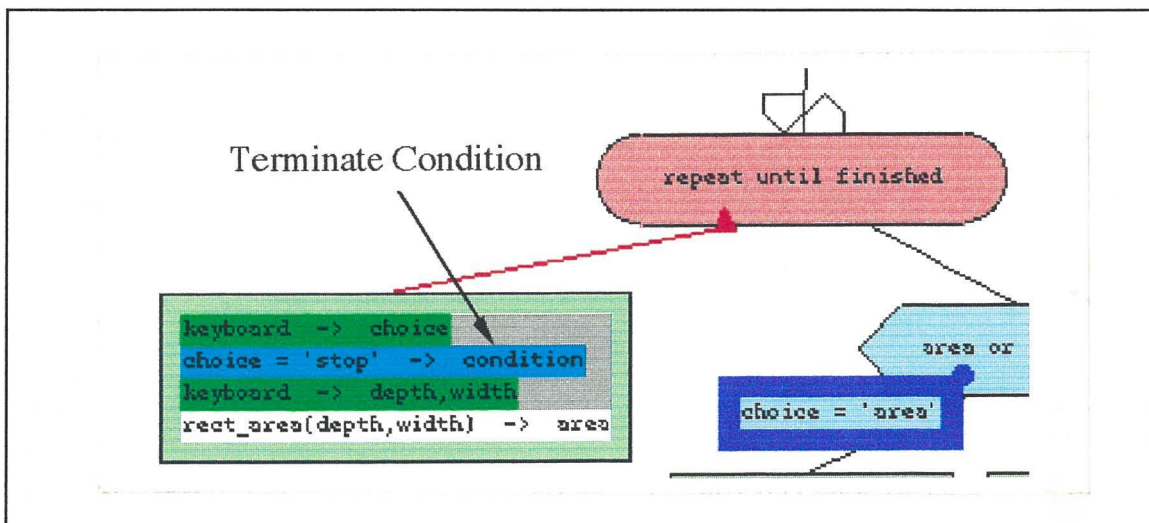 repeat until finished
Terminate Condition
keyboard -> choice
choice = 'stop' -> condition
keyboard -> depth,width
rect_area(depth,width) -> area
area or
choice = 'area'